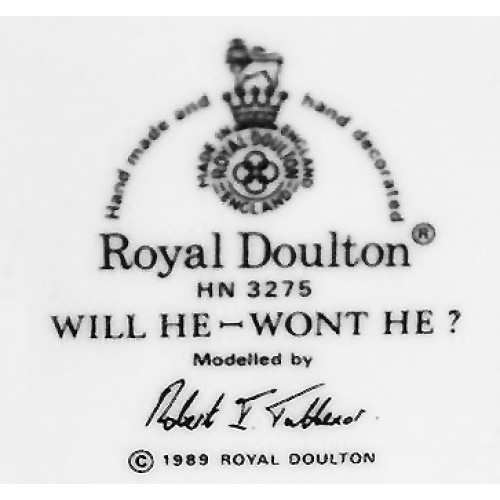 Hand made and hand decorated
MADE IN ENGLAND
ROYAL DOULTON
ENGLAND
Royal Doulton®
HN 3275
WILL HE–WONT HE ?
Modelled by
Robert I Tabbenor.
© 1989 ROYAL DOULTON